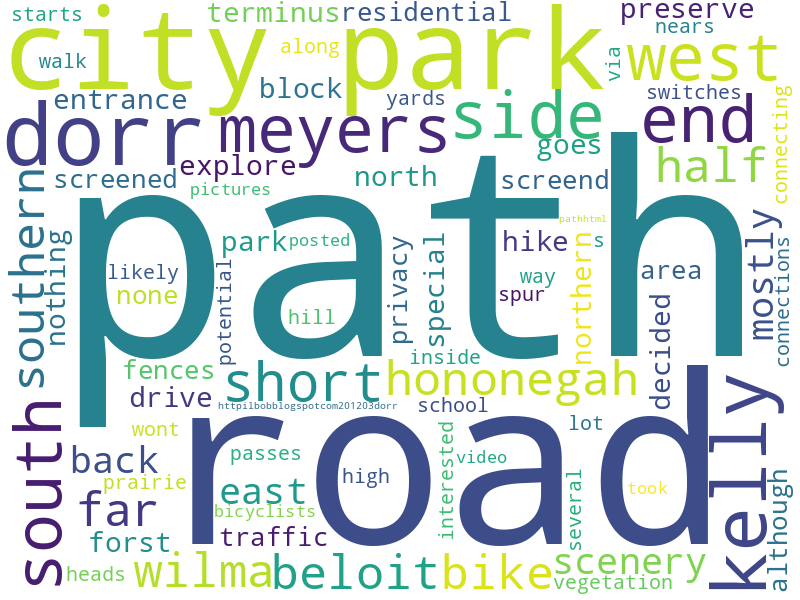 starts
terminus
residential
preserve
city park
walk
along
nears
via
west
entrance
block
yards
switches
connecting
dorr
meyers
side
end
goes
half
explore
screened
north
screend
pictures
path
pathhtml
southern
nothing
likely
none
park
posted
privacy
special
hike
s
way
spur
northern
area
mostly
connections
potential
hill
decided
inside
fences
short
hononegah
drive
httpilbobblogspotcom201203dorr
school
lot
kelly
although
south
wont
road
back
passes
high
interested
video
several
prairie
far
east
took
bicyclists
forst
traffic
heads
wilma
beloit
bike
scenery
vegetation